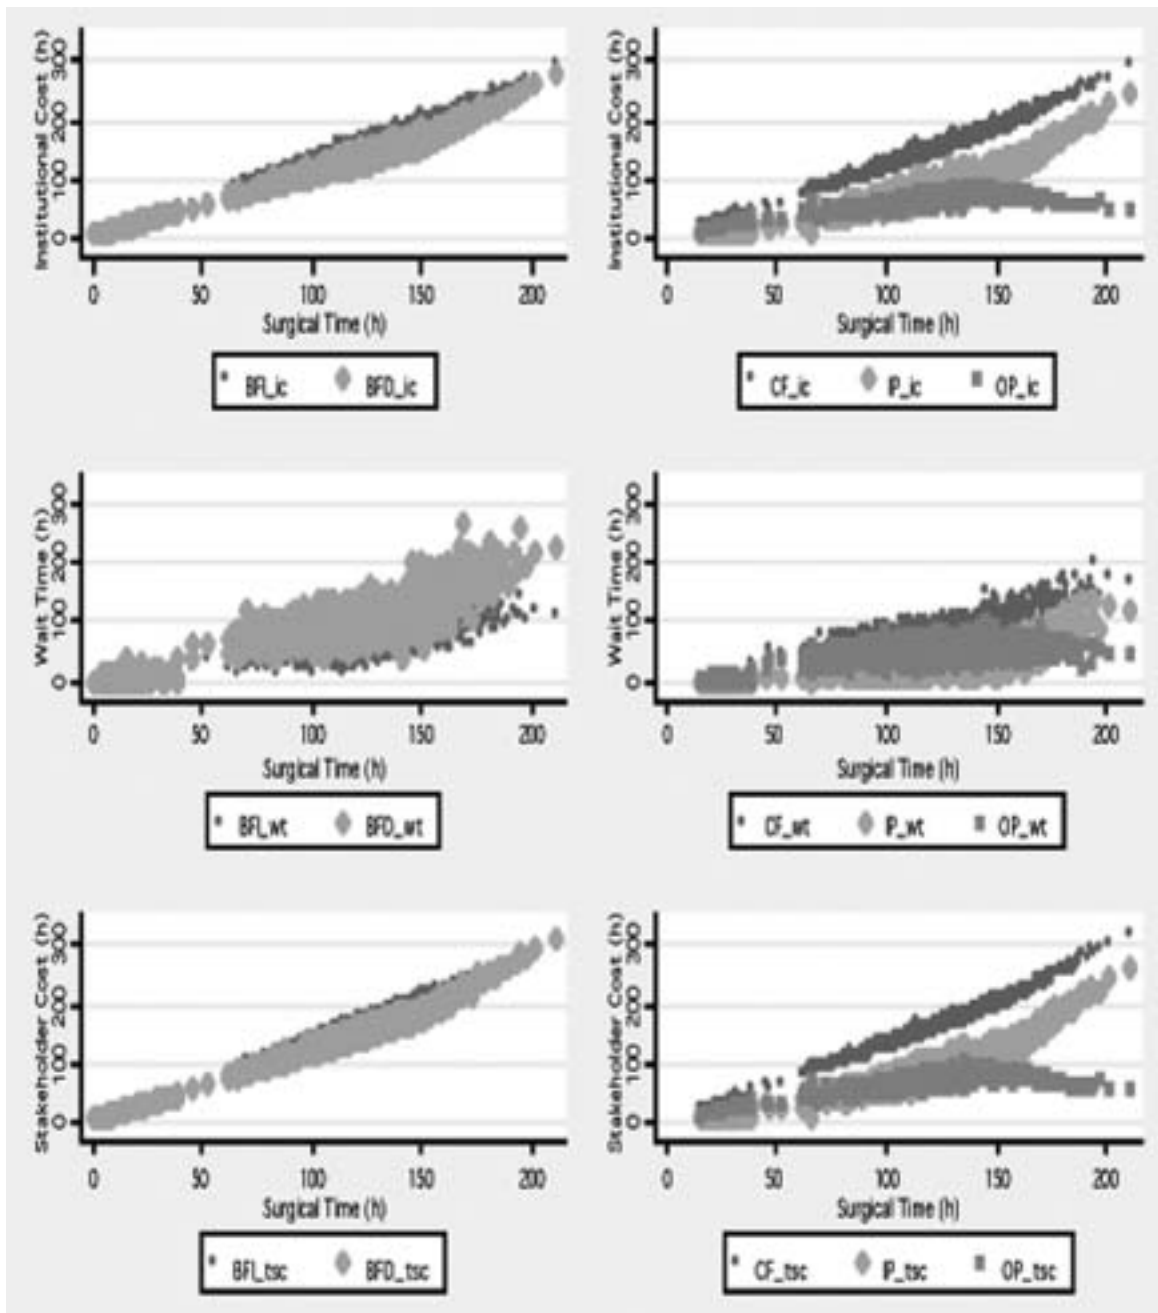 Institutional Cost (h)
0 100 200 300
0 50 100 150 200
Surgical Time (h)
BFI_ic BFD_ic
Institutional Cost (h)
0 100 200 300
0 50 100 150 200
Surgical Time (h)
CF_ic IP_ic OP_ic
Wait Time (h)
0 100 200 300
0 50 100 150 200
Surgical Time (h)
BFI_wt BFD_wt
Wait Time (h)
0 100 200 300
0 50 100 150 200
Surgical Time (h)
CF_wt IP_wt OP_wt
Stakeholder Cost (h)
0 100 200 300
0 50 100 150 200
Surgical Time (h)
BFI_tsc BFD_tsc
Stakeholder Cost (h)
0 100 200 300
0 50 100 150 200
Surgical Time (h)
CF_tsc IP_tsc OP_tsc